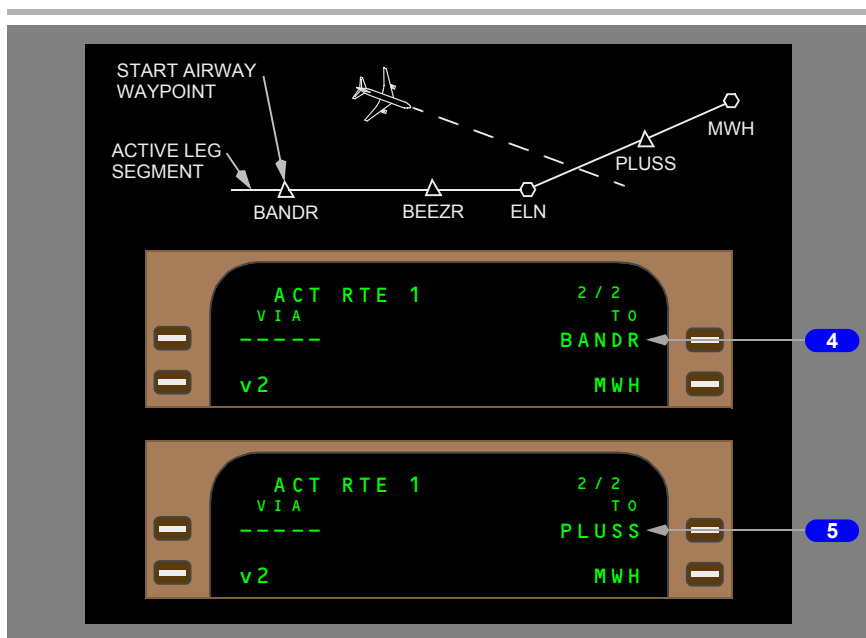 START AIRWAY
WAYPOINT
MWH
ACTIVE LEG
SEGMENT
PLUSS
BANDR
BEEZR
ELN
ACT RTE 1 2/2
VIA TO
----- BANDR
4
v2 MWH
ACT RTE 1 2/2
VIA TO
----- PLUSS
5
v2 MWH